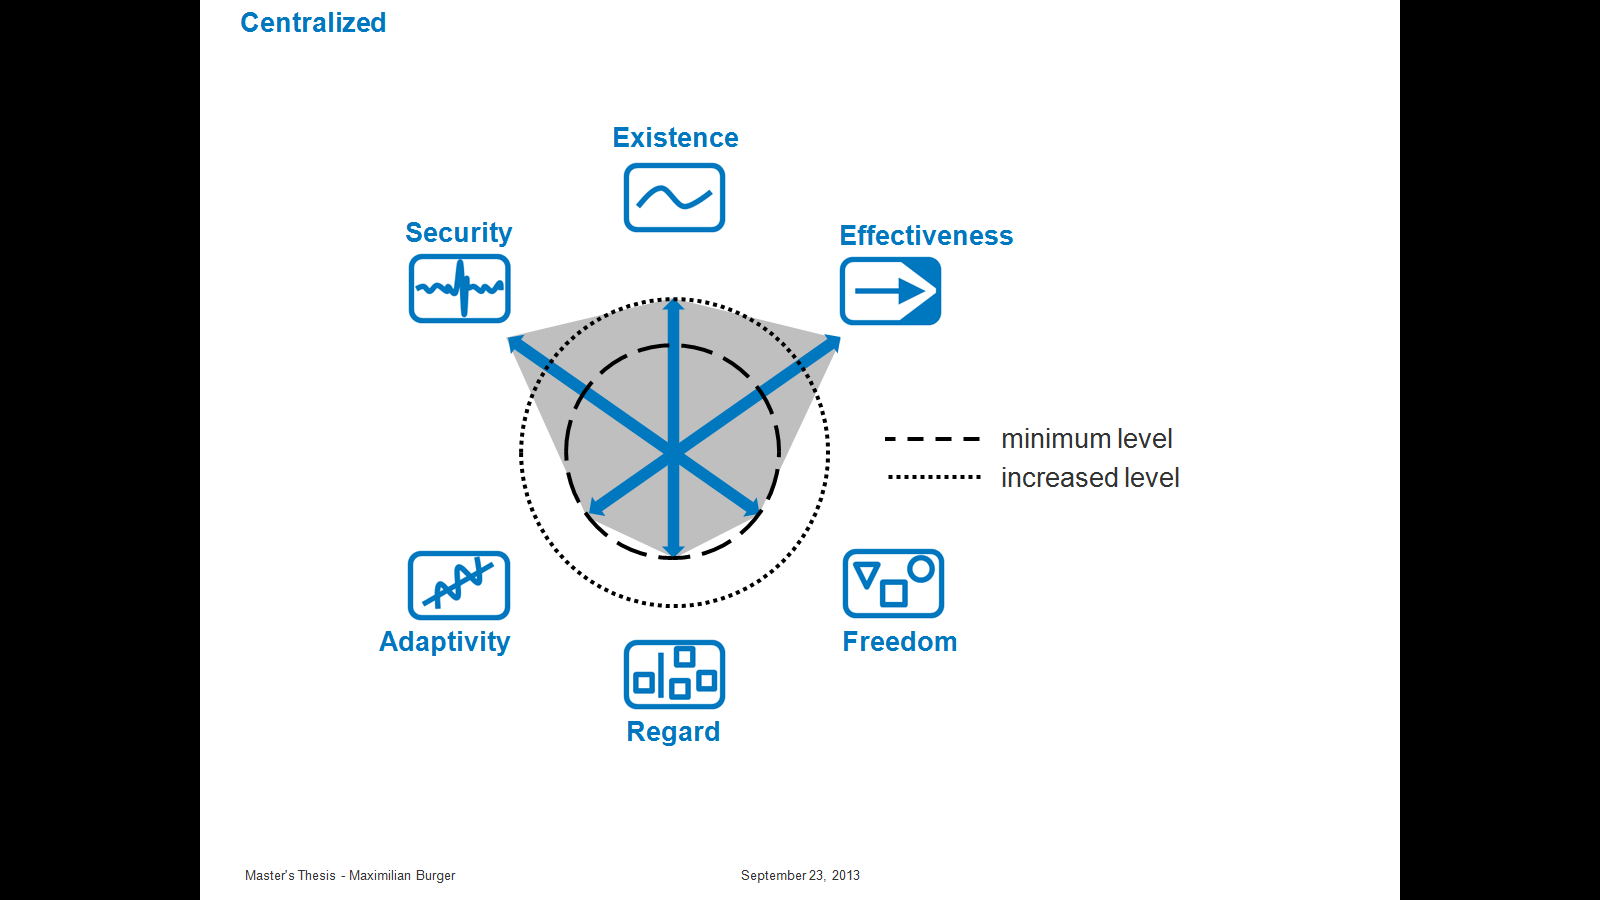 Centralized
Existence
Security
Effectiveness
minimum level
increased level
Adaptivity
Freedom
Regard
Master's Thesis - Maximilian Burger
September 23, 2013